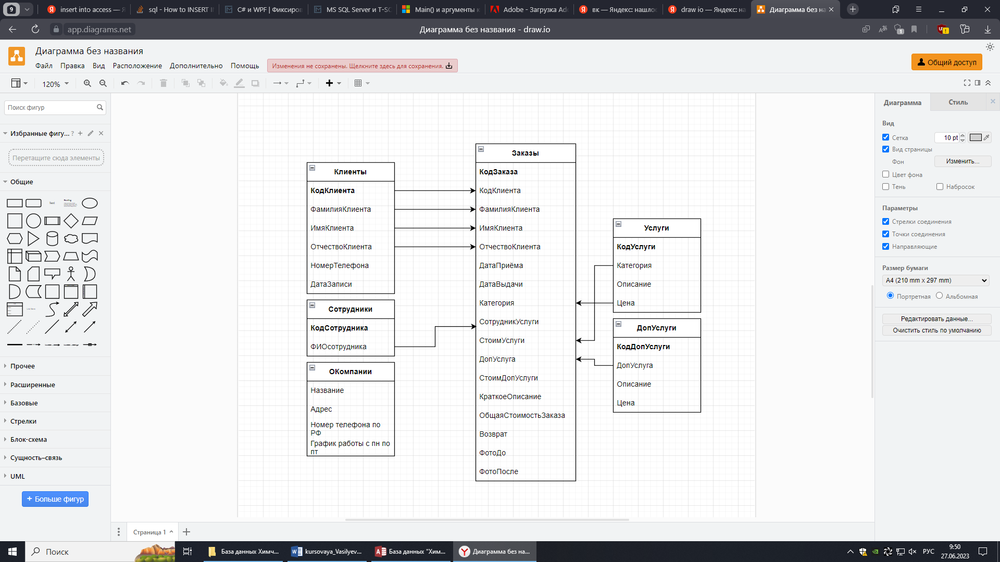 9
insert into access — Я
sql - How to INSERT I
C# и WPF | Фиксиров
MS SQL Server и T-SC
Main() и аргументы к
Adobe - Загрузка Ado
вк — Яндекс: нашлос
draw io — Яндекс: на
Диаграмма без на
app.diagrams.net
Диаграмма без названия - draw.io
1
Диаграмма без названия
Файл
Правка
Вид
Расположение
Дополнительно
Помощь
Изменения не сохранены. Щелкните здесь для сохранения.
Общий доступ
120%
Поиск фигур
Избранные фигу... ?
Перетащите сюда элементы
Общие
Text
Heading
List Item
Прочее
Расширенные
Базовые
Стрелки
Блок-схема
Сущность–связь
UML
+ Больше фигур
Клиенты
КодКлиента
ФамилияКлиента
ИмяКлиента
ОтчествоКлиента
НомерТелефона
ДатаЗаписи
Сотрудники
КодСотрудника
ФИОсотрудника
ОКомпании
Название
Адрес
Номер телефона по
РФ
График работы с пн по
пт
Заказы
КодЗаказа
КодКлиента
ФамилияКлиента
ИмяКлиента
ОтчествоКлиента
ДатаПриёма
ДатаВыдачи
Категория
СотрудникУслуги
СтоимУслуги
ДопУслуга
СтоимДопУслуги
КраткоеОписание
ОбщаяСтоимостьЗаказа
Возврат
ФотоДо
ФотоПосле
Услуги
КодУслуги
Категория
Описание
Цена
ДопУслуги
КодДопУслуги
ДопУслуга
Описание
Цена
Диаграмма
Стиль
Вид
Сетка
10 pt
Вид страницы
Фон
Изменить...
Цвет фона
Тень
Набросок
Параметры
Стрелки соединения
Точки соединения
Направляющие
Размер бумаги
A4 (210 mm x 297 mm)
Портретная
Альбомная
Редактировать данные...
Очистить стиль по умолчанию
Страница 1
Поиск
База данных Химч...
kursovaya_Vasilyev...
База данных "Хим...
Диаграмма без на...
РУС
9:50
27.06.2023